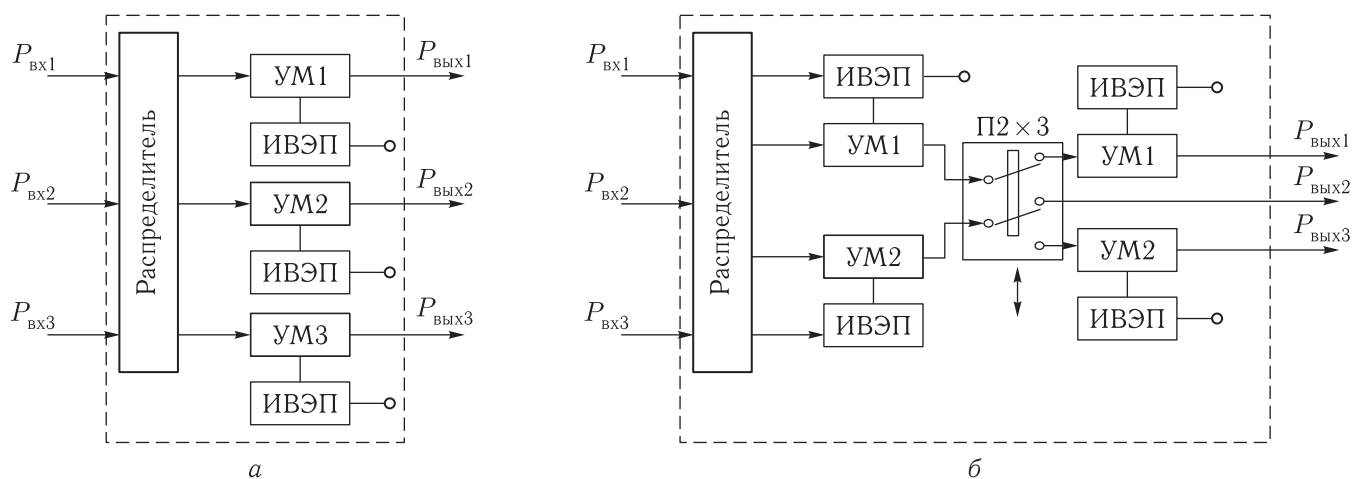 Pвх1
Распределитель
УМ1
Pвых1
ИВЭП
Pвх2
УМ2
Pвых2
ИВЭП
Pвх3
УМ3
Pвых3
ИВЭП
а
Pвх1
Распределитель
ИВЭП
УМ1
П2 × 3
ИВЭП
УМ1
Pвых1
Pвх2
Pвых2
УМ2
УМ2
Pвых3
Pвх3
ИВЭП
ИВЭП
б